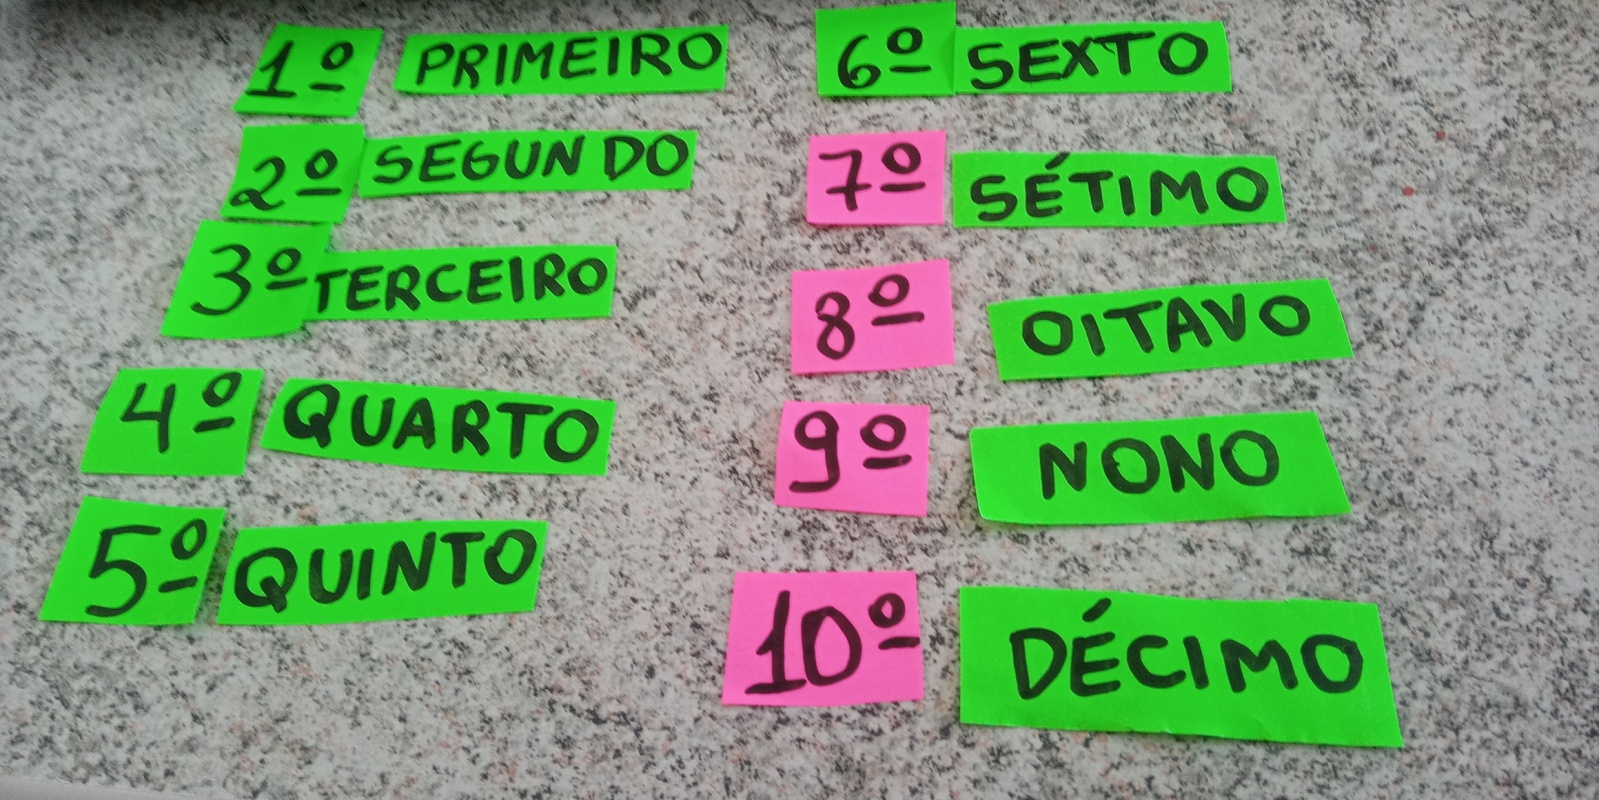 1º PRIMEIRO
2º SEGUNDO
3º TERCEIRO
4º QUARTO
5º QUINTO
6º SEXTO
7º SÉTIMO
8º OITAVO
9º NONO
10º DÉCIMO